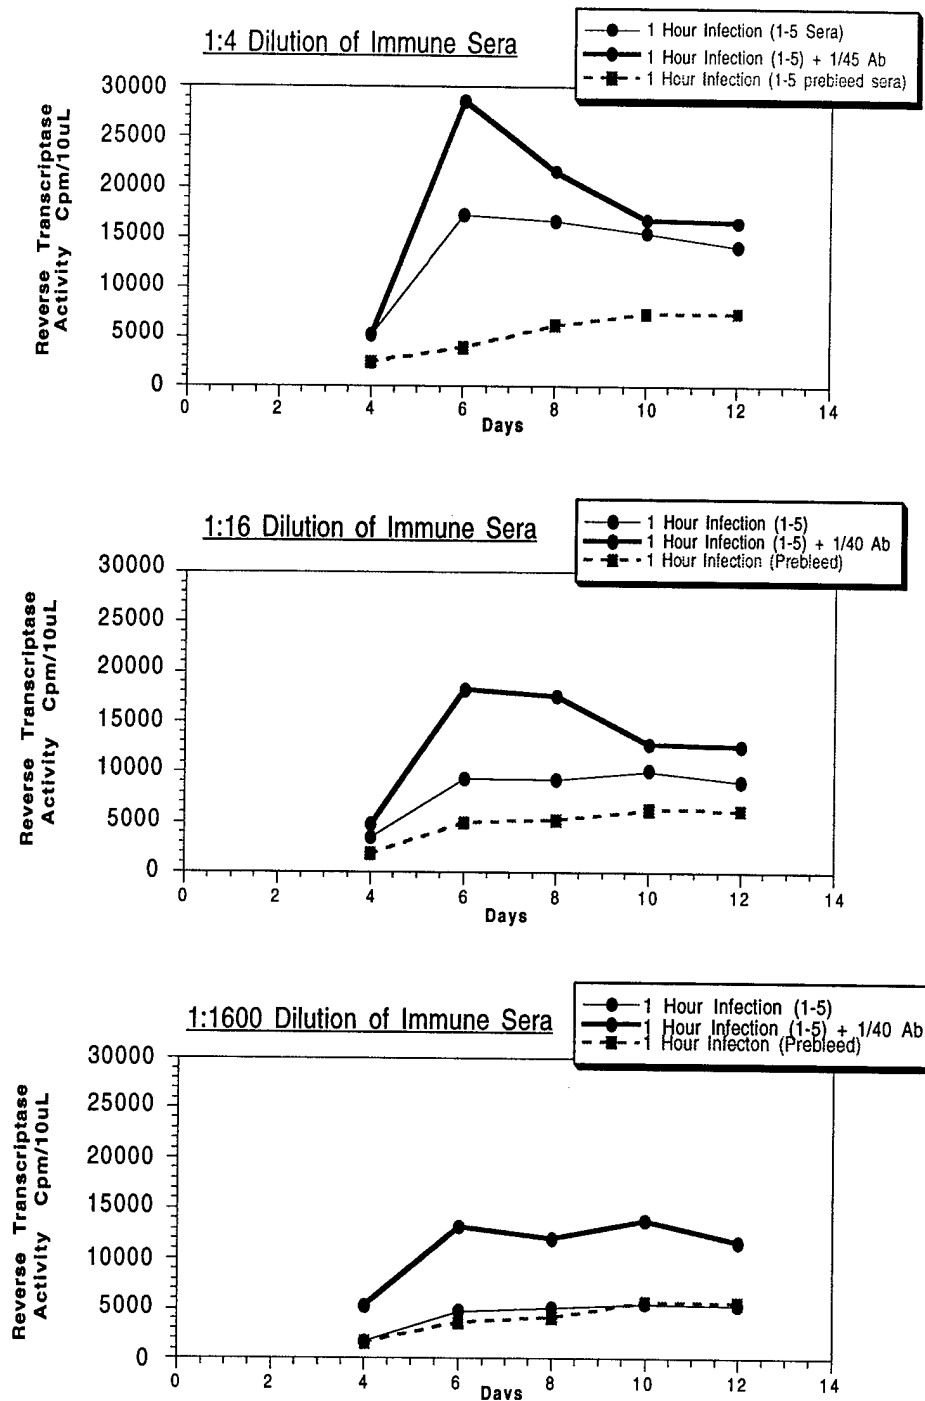 1:4 Dilution of Immune Sera
1 Hour Infection (1-5 Sera)
1 Hour Infection (1-5) + 1/45 Ab
1 Hour Infection (1-5 prebleed sera)
Reverse Transcriptase
Activity Cpm/10uL
30000
25000
20000
15000
10000
5000
0
0 2 4 6 8 10 12 14
Days
1:16 Dilution of Immune Sera
1 Hour Infection (1-5)
1 Hour Infection (1-5) + 1/40 Ab
1 Hour Infection (Prebleed)
Reverse Transcriptase
Activity Cpm/10uL
30000
25000
20000
15000
10000
5000
0
0 2 4 6 8 10 12 14
Days
1:1600 Dilution of Immune Sera
1 Hour Infection (1-5)
1 Hour Infection (1-5) + 1/40 Ab
1 Hour Infecton (Prebleed)
Reverse Transcriptase
Activity Cpm/10uL
30000
25000
20000
15000
10000
5000
0
0 2 4 6 8 10 12 14
Days